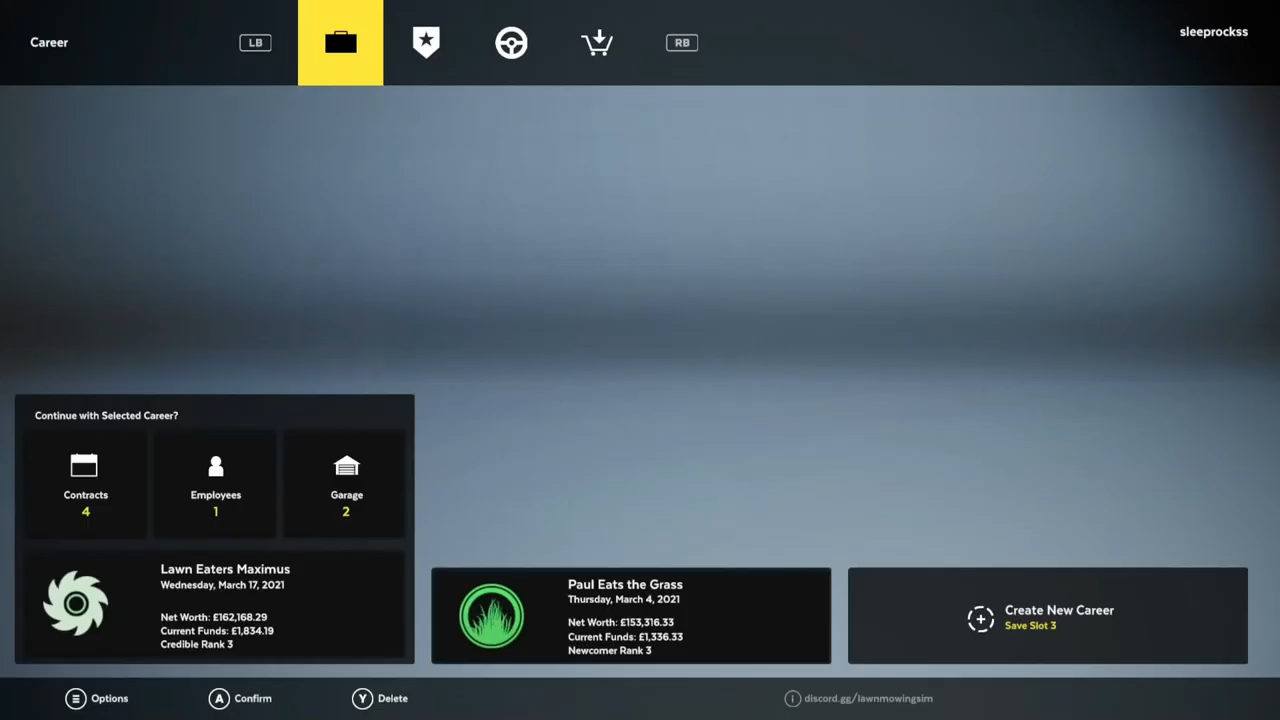 Career
LB
RB
sleeprockss
Continue with Selected Career?
Contracts
4
Employees
1
Garage
2
Lawn Eaters Maximus
Wednesday, March 17, 2021
Net Worth: £162,168.29
Current Funds: £1,834.19
Credible Rank 3
Paul Eats the Grass
Thursday, March 4, 2021
Net Worth: £153,316.33
Current Funds: £1,336.33
Newcomer Rank 3
Create New Career
Save Slot 3
Options
A Confirm
Y Delete
i discord.gg/lawnmowingsim